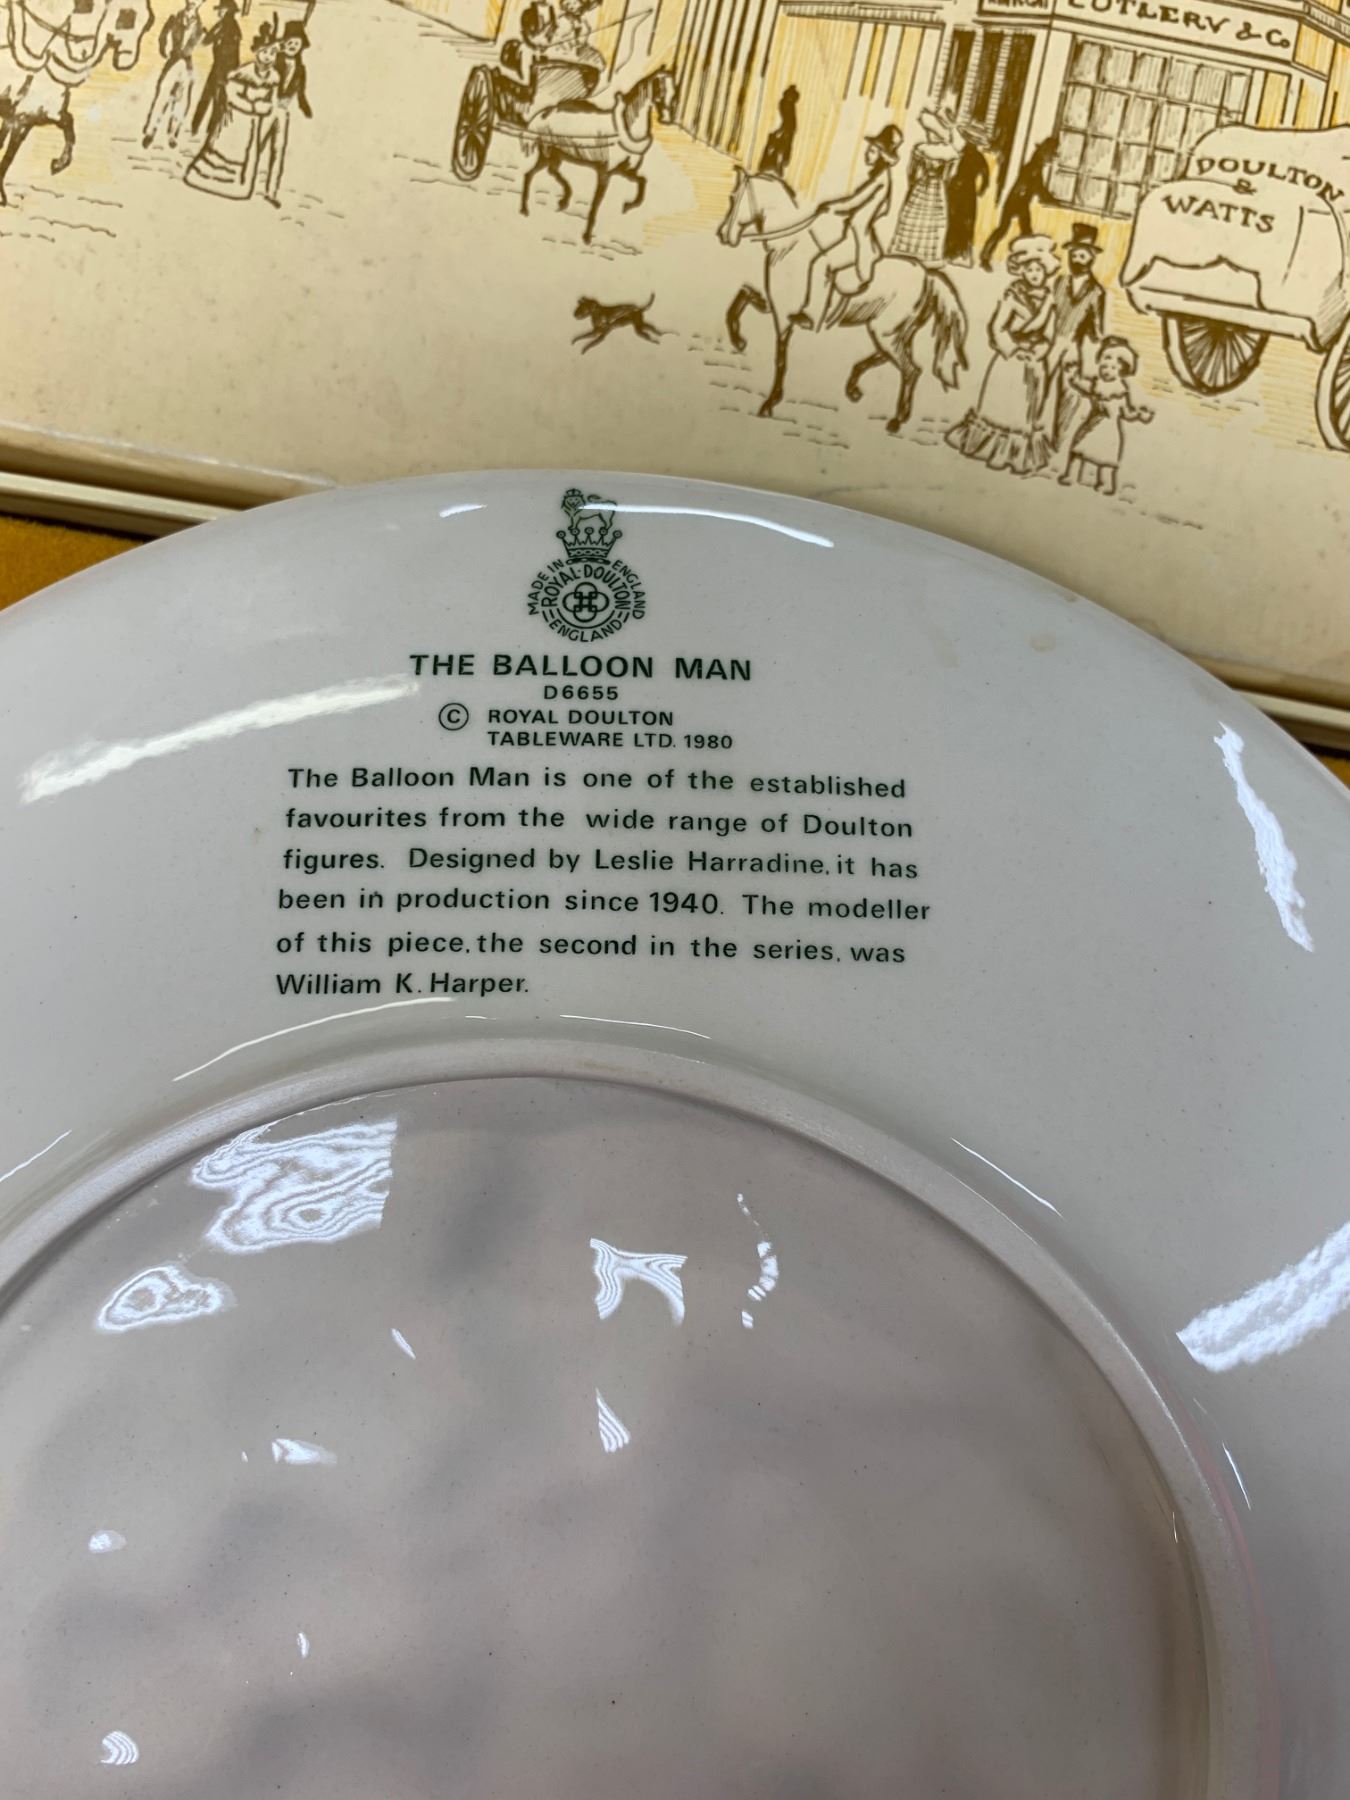 CUTLERY & Co
DOULTON
&
WATTS
MADE IN ENGLAND
ROYAL · DOULTON
ENGLAND
THE BALLOON MAN
D6655
© ROYAL DOULTON
TABLEWARE LTD. 1980
The Balloon Man is one of the established
favourites from the wide range of Doulton
figures. Designed by Leslie Harradine, it has
been in production since 1940. The modeller
of this piece, the second in the series, was
William K. Harper.